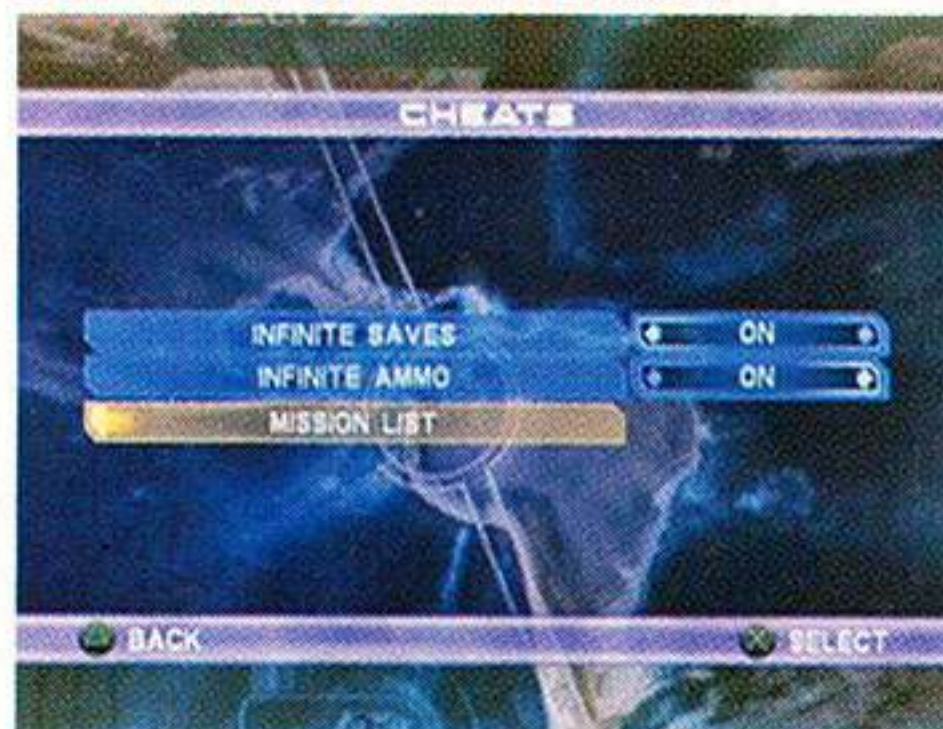 CHEATS
INFINITE SAVES ON
INFINITE AMMO ON
MISSION LIST
BACK SELECT